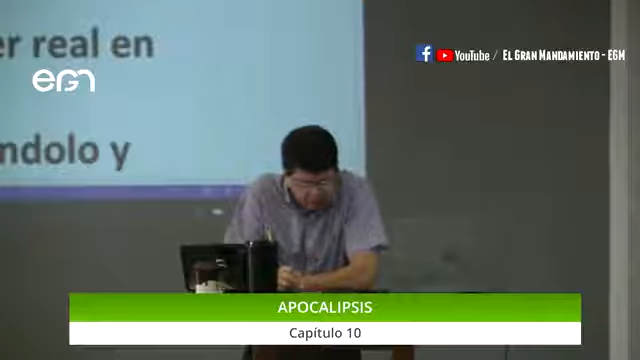 er real en
EGM
YouTube / EL GRAN MANDAMIENTO - EGM
ndolo y
APOCALIPSIS
Capítulo 10